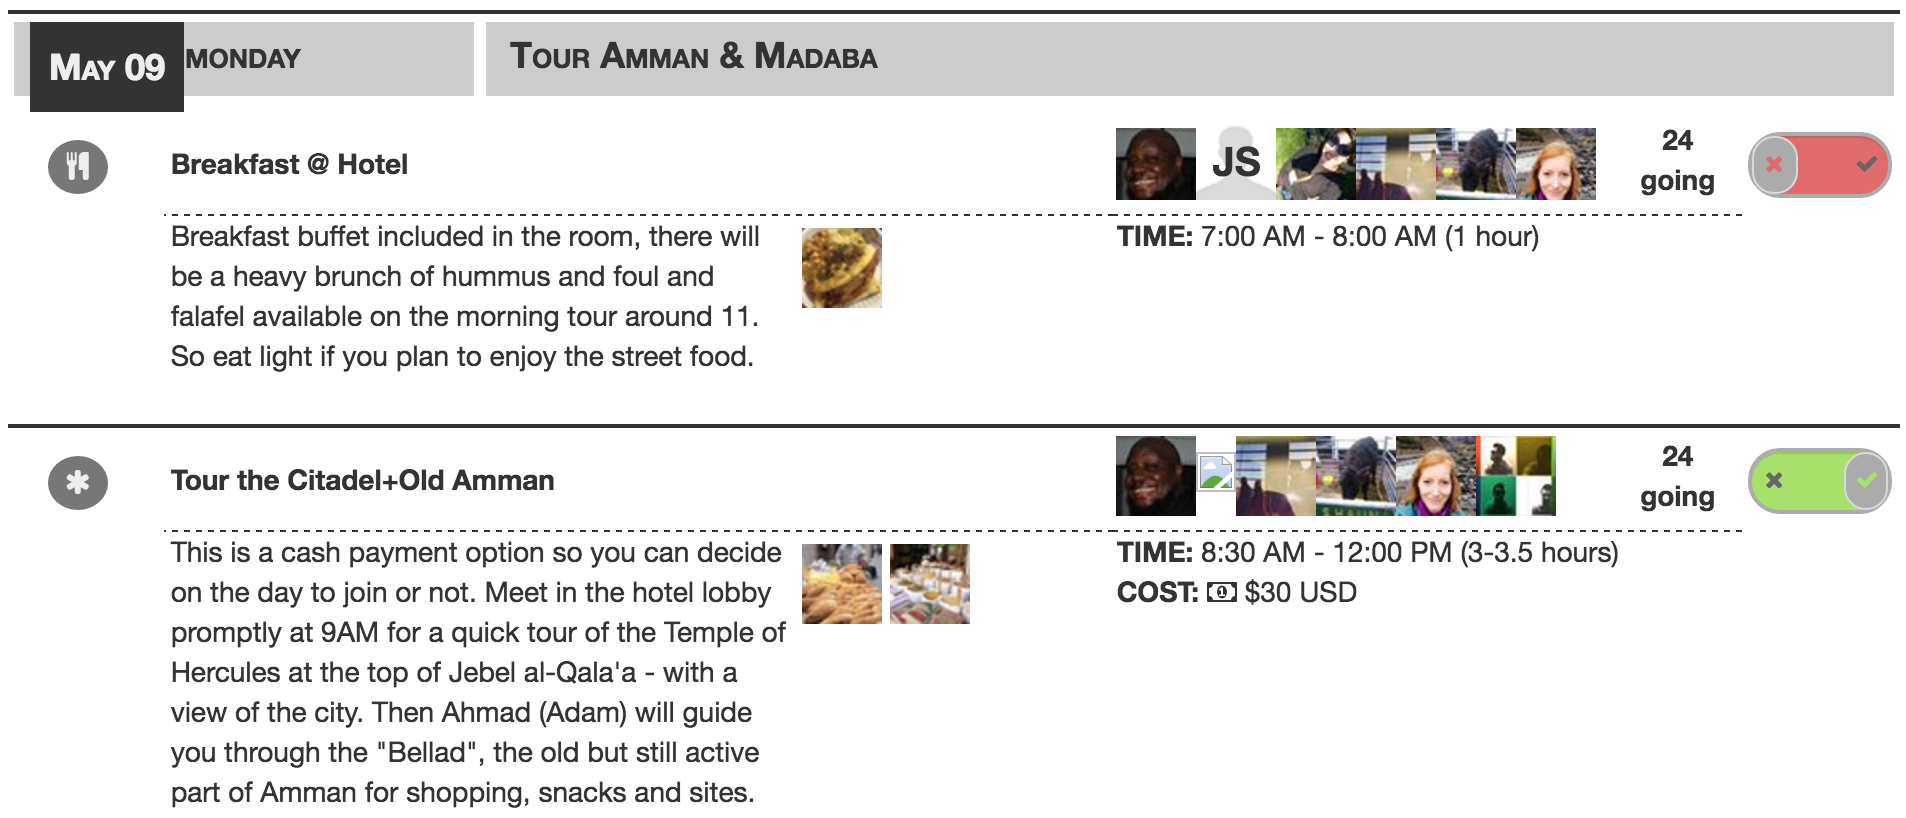 May 09 MONDAY Tour Amman & Madaba
Breakfast @ Hotel
JS
24
going
Breakfast buffet included in the room, there will
be a heavy brunch of hummus and foul and
falafel available on the morning tour around 11.
So eat light if you plan to enjoy the street food.
TIME: 7:00 AM - 8:00 AM (1 hour)
Tour the Citadel+Old Amman
24
going
This is a cash payment option so you can decide
on the day to join or not. Meet in the hotel lobby
promptly at 9AM for a quick tour of the Temple of
Hercules at the top of Jebel al-Qala'a - with a
view of the city. Then Ahmad (Adam) will guide
you through the "Bellad", the old but still active
part of Amman for shopping, snacks and sites.
TIME: 8:30 AM - 12:00 PM (3-3.5 hours)
COST: $30 USD